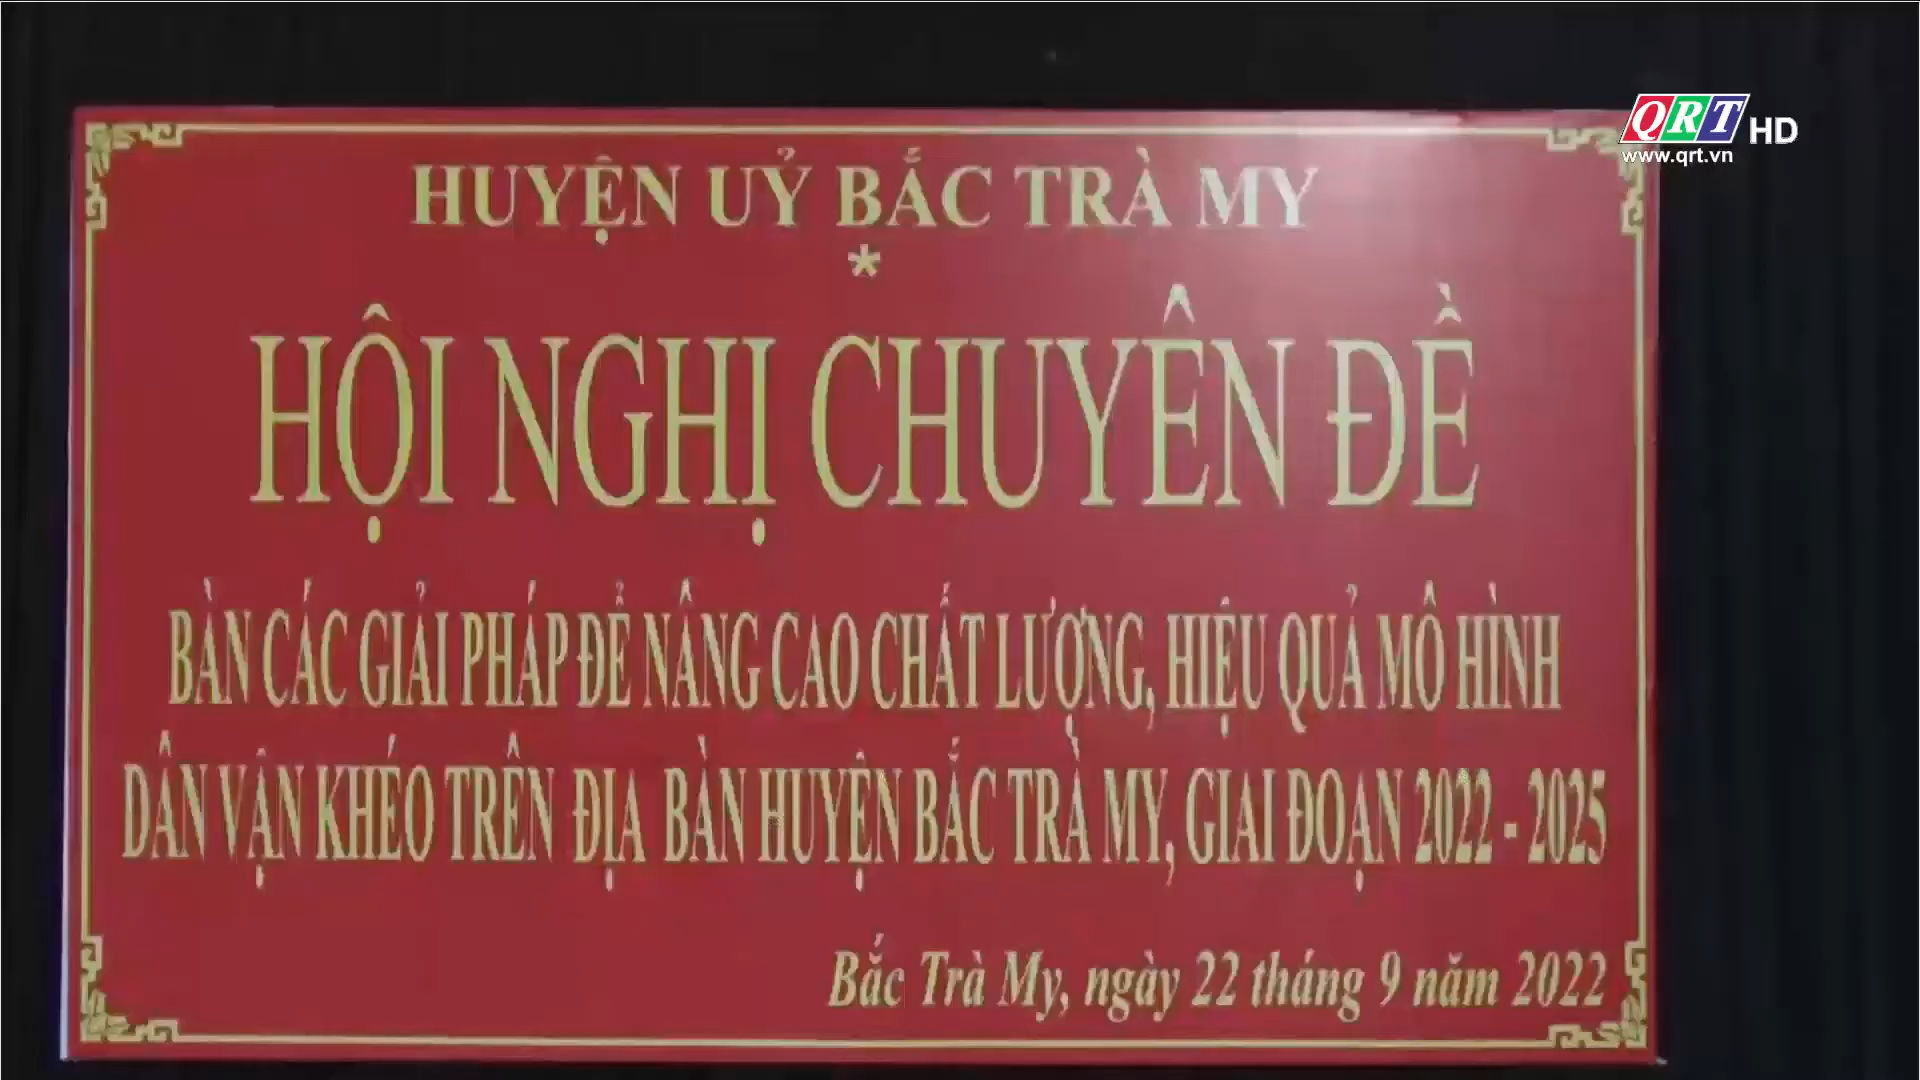 QRT HD
www.qrt.vn
HUYỆN UỶ BẮC TRÀ MY
*
HỘI NGHỊ CHUYÊN ĐỀ
BÀN CÁC GIẢI PHÁP ĐỂ NÂNG CAO CHẤT LƯỢNG, HIỆU QUẢ MÔ HÌNH
DÂN VẬN KHÉO TRÊN ĐỊA BÀN HUYỆN BẮC TRÀ MY, GIAI ĐOẠN 2022 - 2025
Bắc Trà My, ngày 22 tháng 9 năm 2022